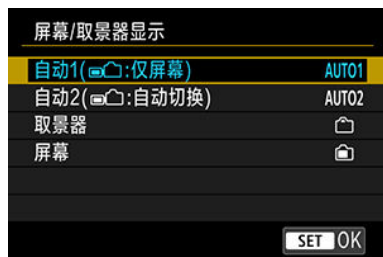 屏幕/取景器显示
自动1(:仅屏幕) AUTO1
自动2(:自动切换) AUTO2
取景器
屏幕
SET OK